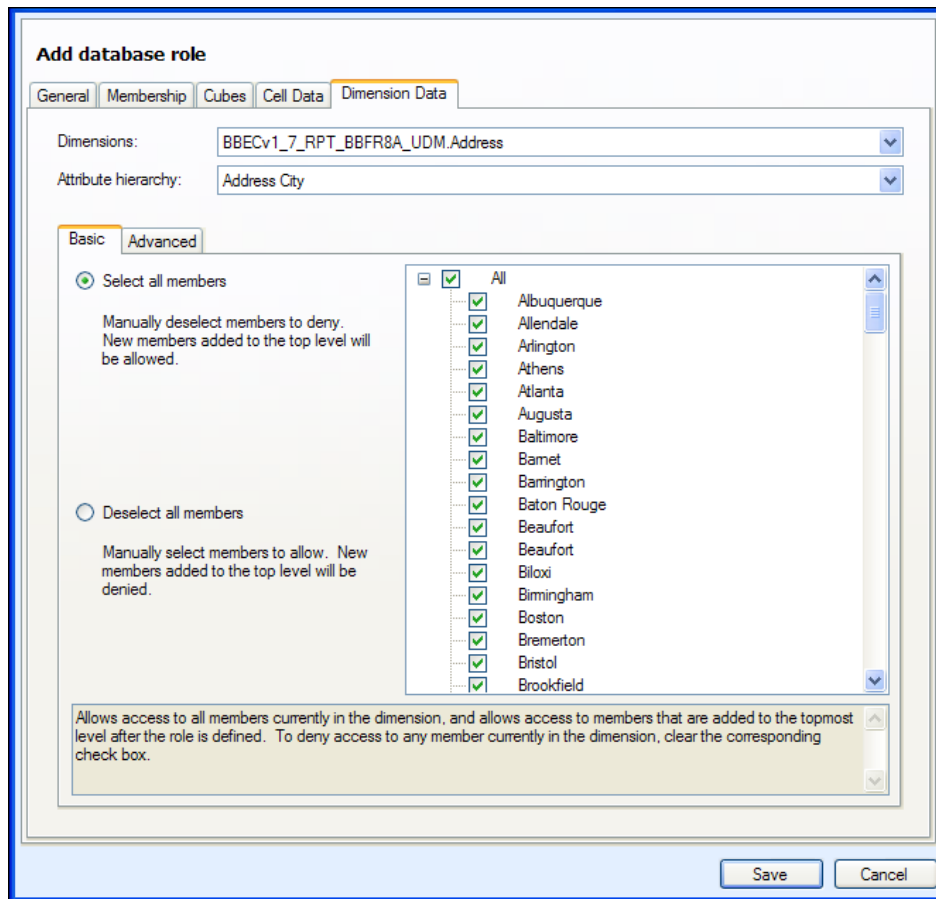 Add database role
General Membership Cubes Cell Data Dimension Data
Dimensions: BBECv1_7_RPT_BBFR8A_UDM.Address
Attribute hierarchy: Address City
Basic Advanced
Select all members
Manually deselect members to deny.
New members added to the top level will
be allowed.
Deselect all members
Manually select members to allow. New
members added to the top level will be
denied.
All
Albuquerque
Allendale
Arlington
Athens
Atlanta
Augusta
Baltimore
Barnet
Barrington
Baton Rouge
Beaufort
Beaufort
Biloxi
Birmingham
Boston
Bremerton
Bristol
Brookfield
Allows access to all members currently in the dimension, and allows access to members that are added to the topmost
level after the role is defined. To deny access to any member currently in the dimension, clear the corresponding
check box.
Save Cancel